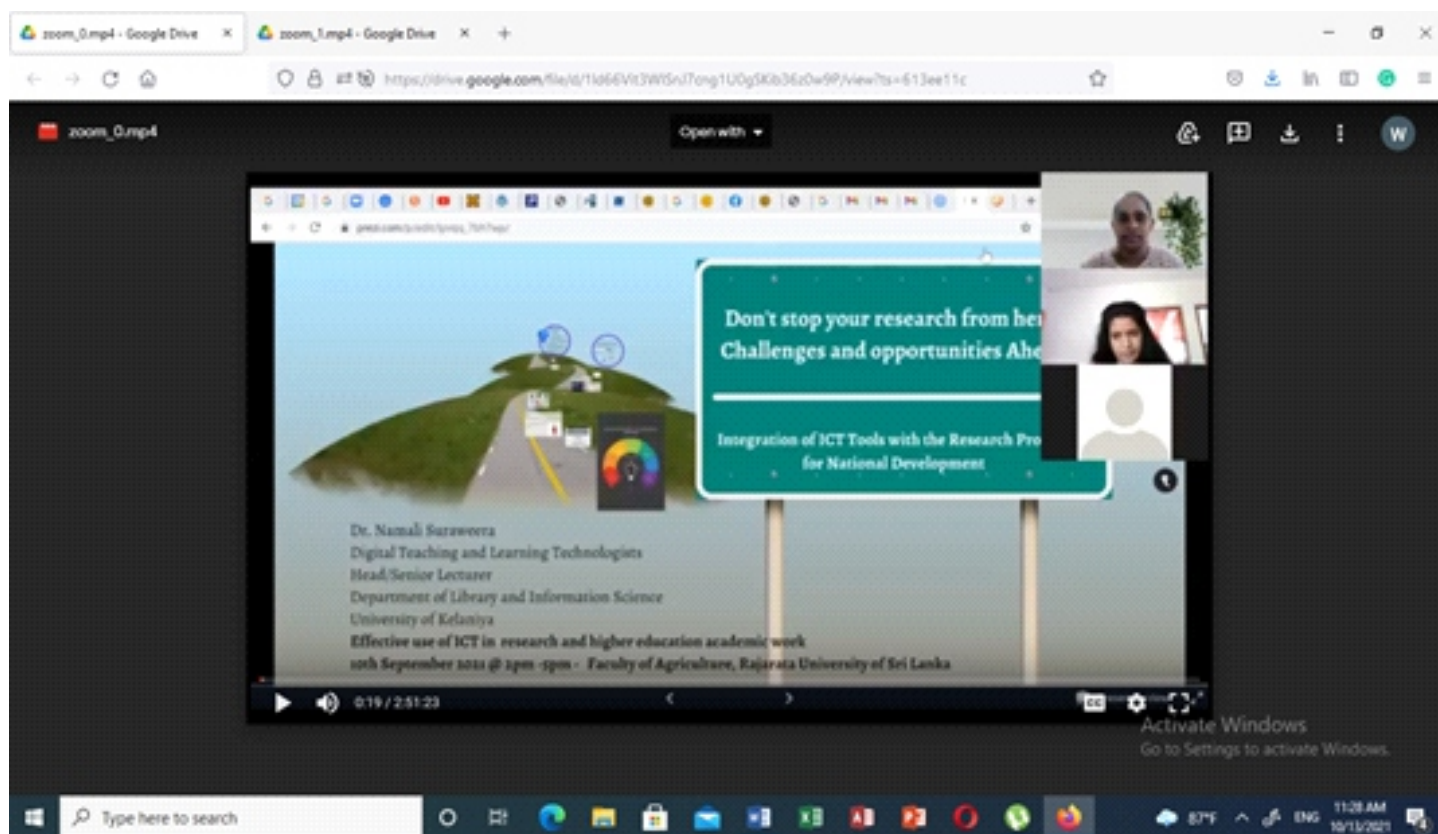 zoom_0.mp4 - Google Drive
zoom_1.mp4 - Google Drive
zoom_0.mp4
Open with
W
Don't stop your research from her
Challenges and opportunities Ahe
Integration of ICT Tools with the Research Pro
for National Development
Dr. Namali Suraweera
Digital Teaching and Learning Technologists
Head/Senior Lecturer
Department of Library and Information Science
University of Kelaniya
Effective use of ICT in research and higher education academic work
10th September 2021 @ 2pm -5pm - Faculty of Agriculture, Rajarata University of Sri Lanka
0:19 / 2:51:23
CC
Activate Windows
Go to Settings to activate Windows.
Type here to search
87°F
ENG
11:28 AM
10/13/2021